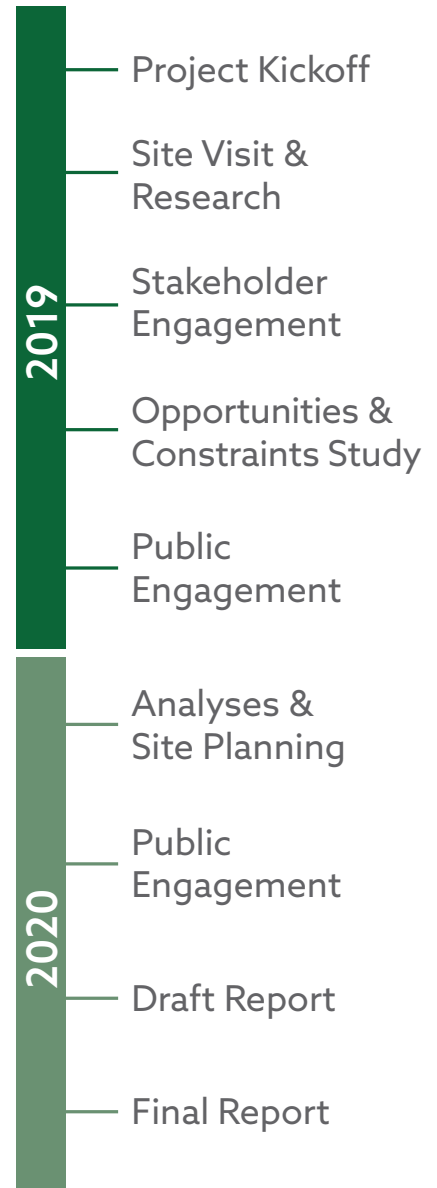 2019
Project Kickoff
Site Visit &
Research
Stakeholder
Engagement
Opportunities &
Constraints Study
Public
Engagement
2020
Analyses &
Site Planning
Public
Engagement
Draft Report
Final Report